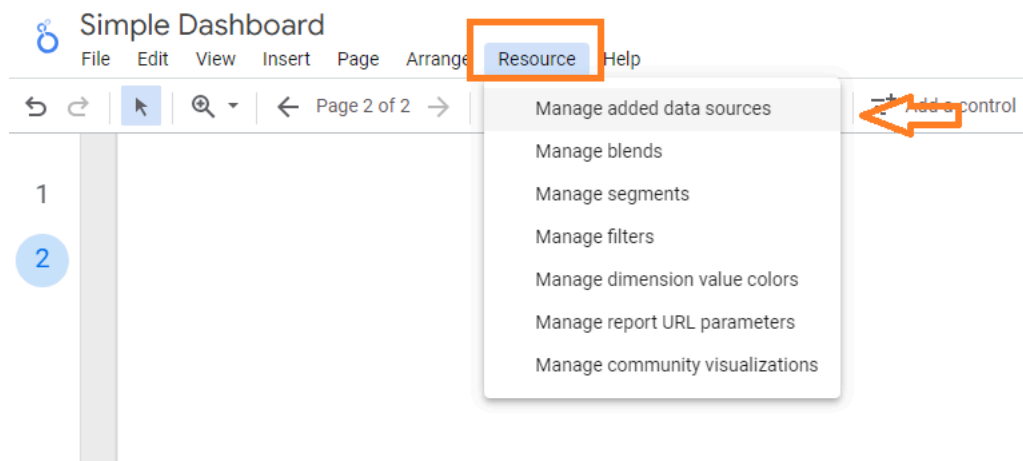 Simple Dashboard
File Edit View Insert Page Arrange Resource Help
Page 2 of 2 Add a control
Manage added data sources
Manage blends
Manage segments
Manage filters
Manage dimension value colors
Manage report URL parameters
Manage community visualizations
1
2